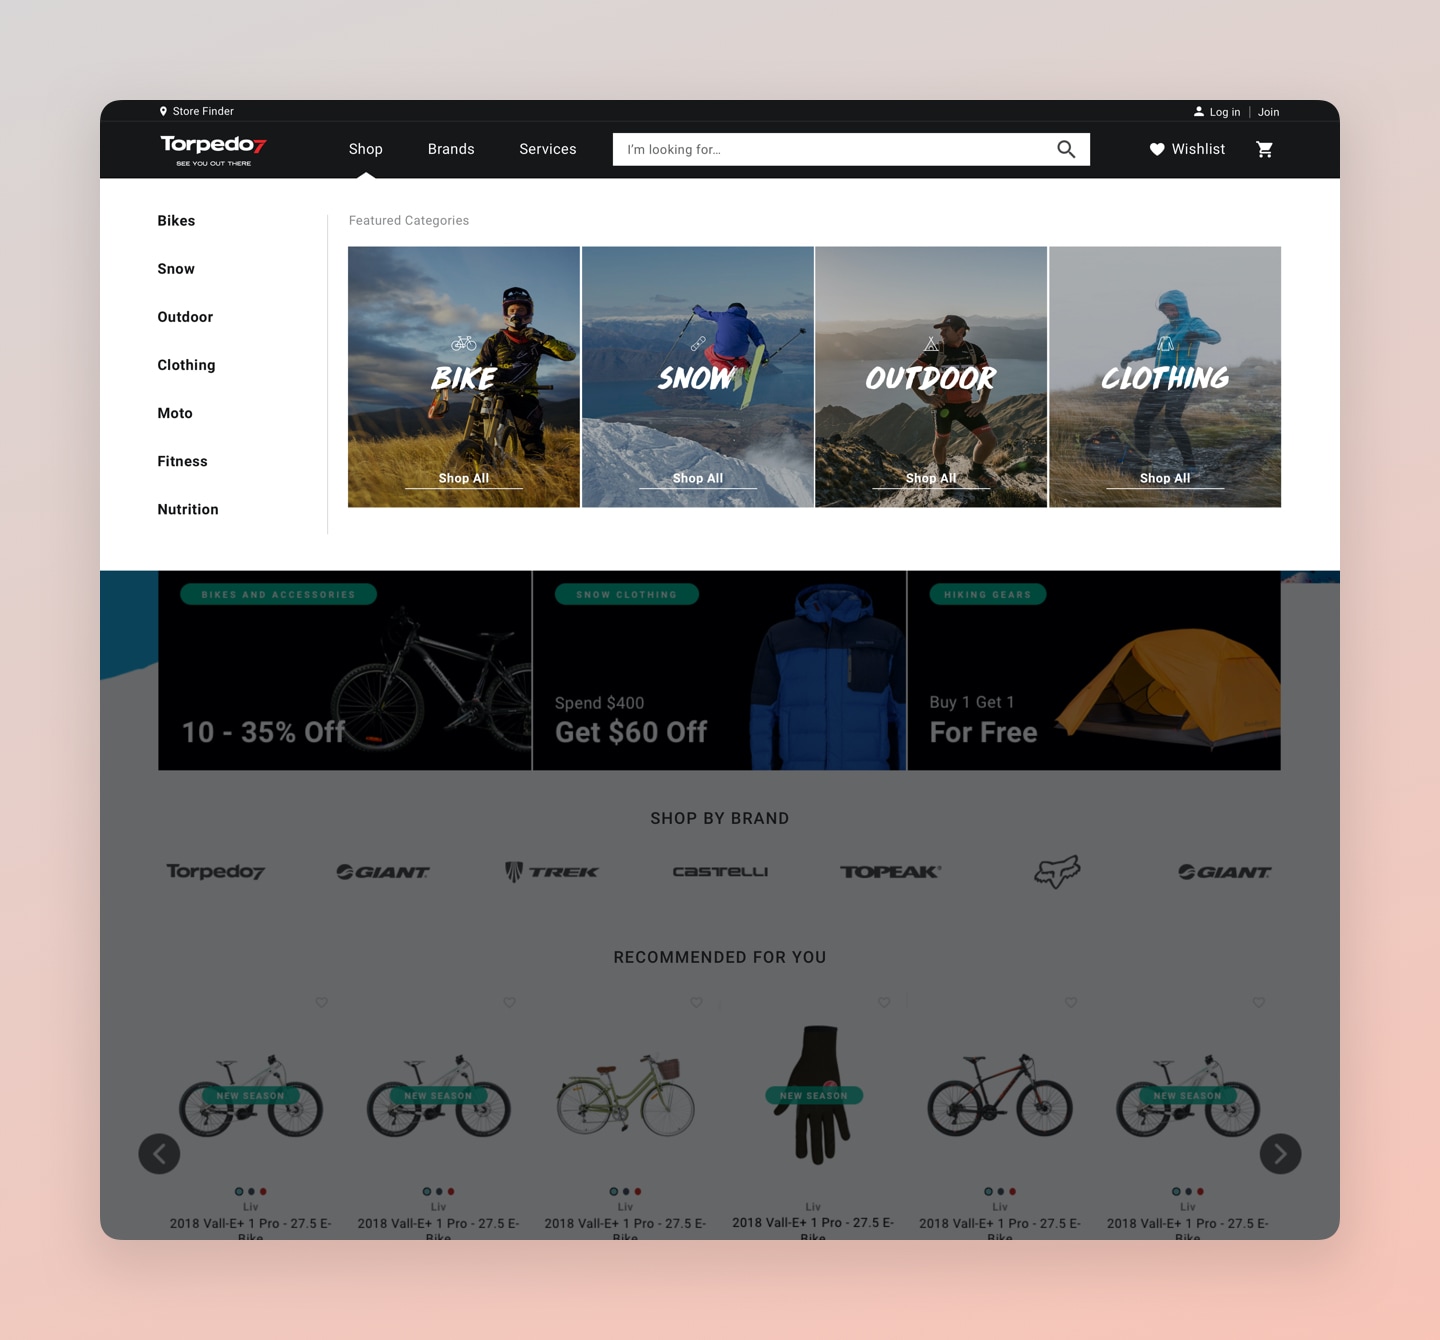 Store Finder
Log in | Join
Torpedo7
SEE YOU OUT THERE
Shop
Brands
Services
I'm looking for...
Wishlist
Bikes
Snow
Outdoor
Clothing
Moto
Fitness
Nutrition
Featured Categories
BIKE
Shop All
SNOW
Shop All
OUTDOOR
Shop All
CLOTHING
Shop All
BIKES AND ACCESSORIES
10 - 35% Off
SNOW CLOTHING
Spend $400
Get $60 Off
HIKING GEARS
Buy 1 Get 1
For Free
SHOP BY BRAND
Torpedo7
GIANT
TREK
castelli
TOPEAK
GIANT
RECOMMENDED FOR YOU
NEW SEASON
Liv
2018 Vall-E+ 1 Pro - 27.5 E-
Bike
NEW SEASON
Liv
2018 Vall-E+ 1 Pro - 27.5 E-
Bike
Liv
2018 Vall-E+ 1 Pro - 27.5 E-
Bike
NEW SEASON
Liv
2018 Vall-E+ 1 Pro - 27.5 E-
Bike
Liv
2018 Vall-E+ 1 Pro - 27.5 E-
Bike
NEW SEASON
Liv
2018 Vall-E+ 1 Pro - 27.5 E-
Bike